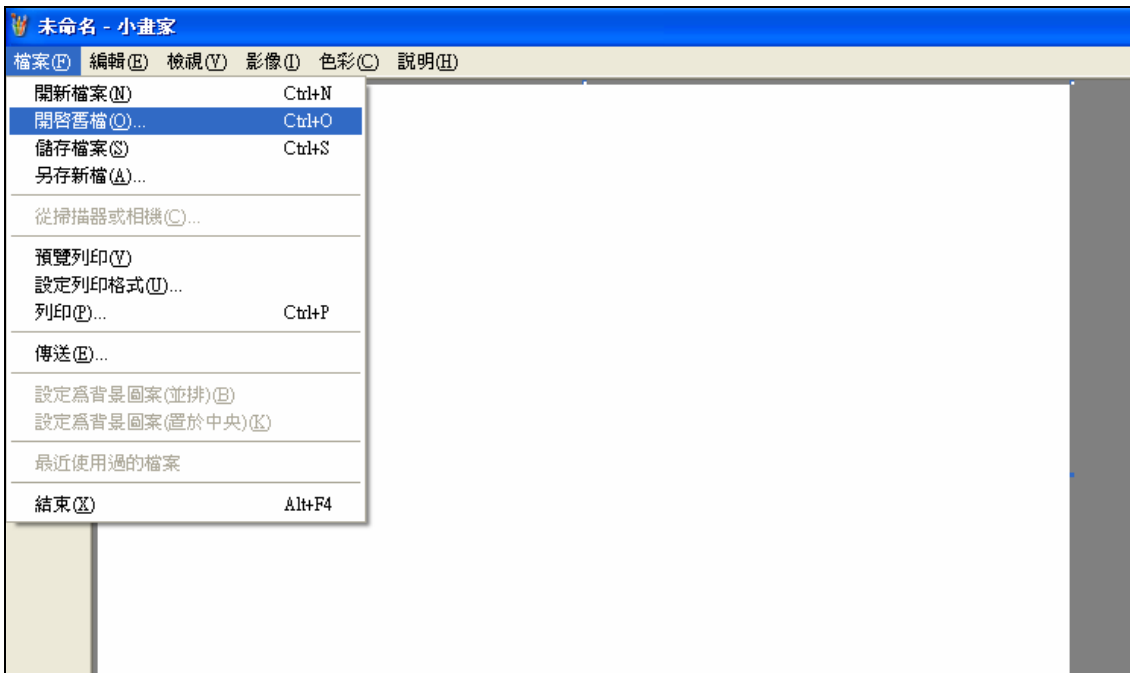 未命名 - 小畫家
檔案(F) 編輯(E) 檢視(V) 影像(I) 色彩(C) 說明(H)
開新檔案(N) Ctrl+N
開啓舊檔(O)... Ctrl+O
儲存檔案(S) Ctrl+S
另存新檔(A)...
從掃描器或相機(C)...
預覽列印(V)
設定列印格式(U)...
列印(P)... Ctrl+P
傳送(E)...
設定爲背景圖案(並排)(B)
設定爲背景圖案(置於中央)(K)
最近使用過的檔案
結束(X) Alt+F4